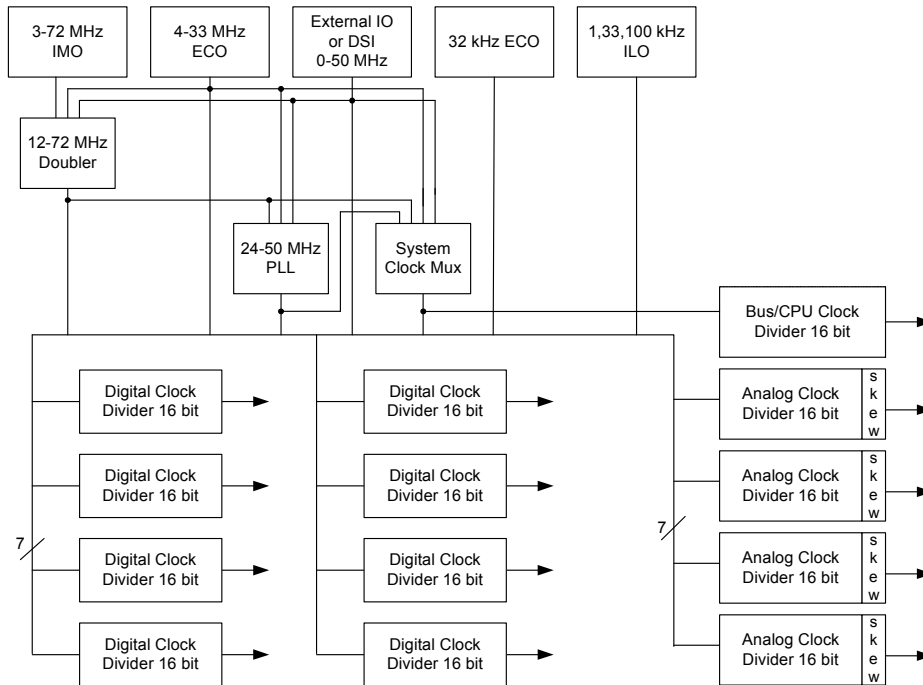 3-72 MHz
IMO
4-33 MHz
ECO
External IO
or DSI
0-50 MHz
32 kHz ECO
1,33,100 kHz
ILO
12-72 MHz
Doubler
24-50 MHz
PLL
System
Clock Mux
Bus/CPU Clock
Divider 16 bit
Digital Clock
Divider 16 bit
Digital Clock
Divider 16 bit
Analog Clock
Divider 16 bit
s
k
e
w
Digital Clock
Divider 16 bit
Digital Clock
Divider 16 bit
Analog Clock
Divider 16 bit
s
k
e
w
7
7
Digital Clock
Divider 16 bit
Digital Clock
Divider 16 bit
Analog Clock
Divider 16 bit
s
k
e
w
Digital Clock
Divider 16 bit
Digital Clock
Divider 16 bit
Analog Clock
Divider 16 bit
s
k
e
w